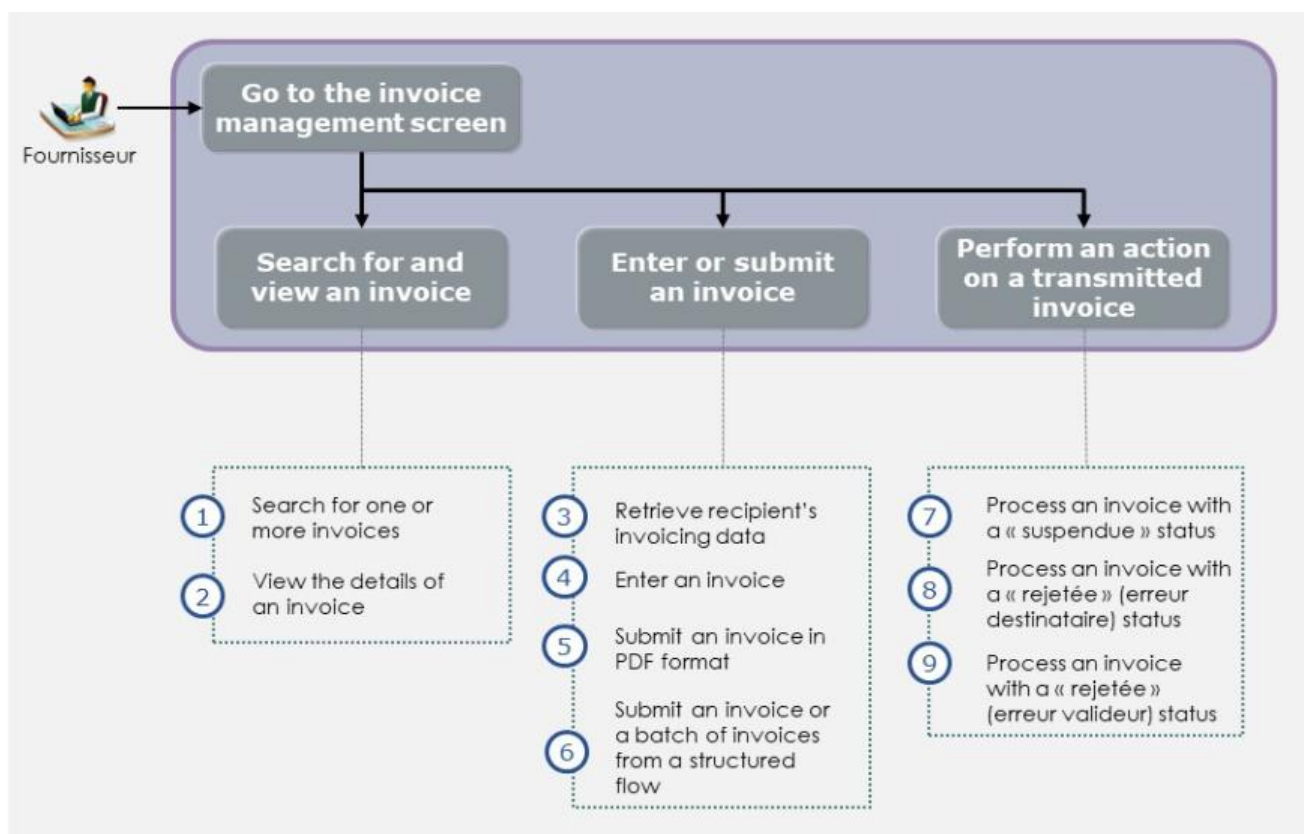 Go to the invoice
management screen
Fournisseur
Search for and
view an invoice
Enter or submit
an invoice
Perform an action
on a transmitted
invoice
1
Search for one or
more invoices
2
View the details of
an invoice
3
Retrieve recipient's
invoicing data
4
Enter an invoice
5
Submit an invoice in
PDF format
6
Submit an invoice or
a batch of invoices
from a structured
flow
7
Process an invoice with
a « suspendue » status
8
Process an invoice with
a « rejetée » (erreur
destinataire) status
9
Process an invoice
with a « rejetée »
(erreur valideur) status